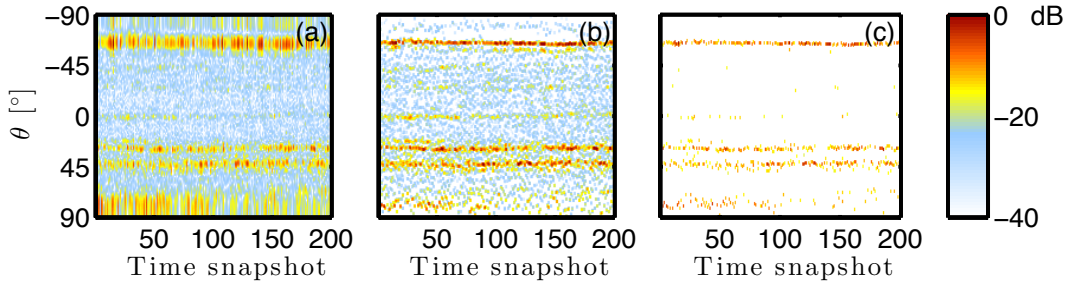 −90 (a) (b) (c) 0 dB
−45
0 −20
45
90 −40
θ [°]
50 100 150 200 50 100 150 200 50 100 150 200
Time snapshot Time snapshot Time snapshot